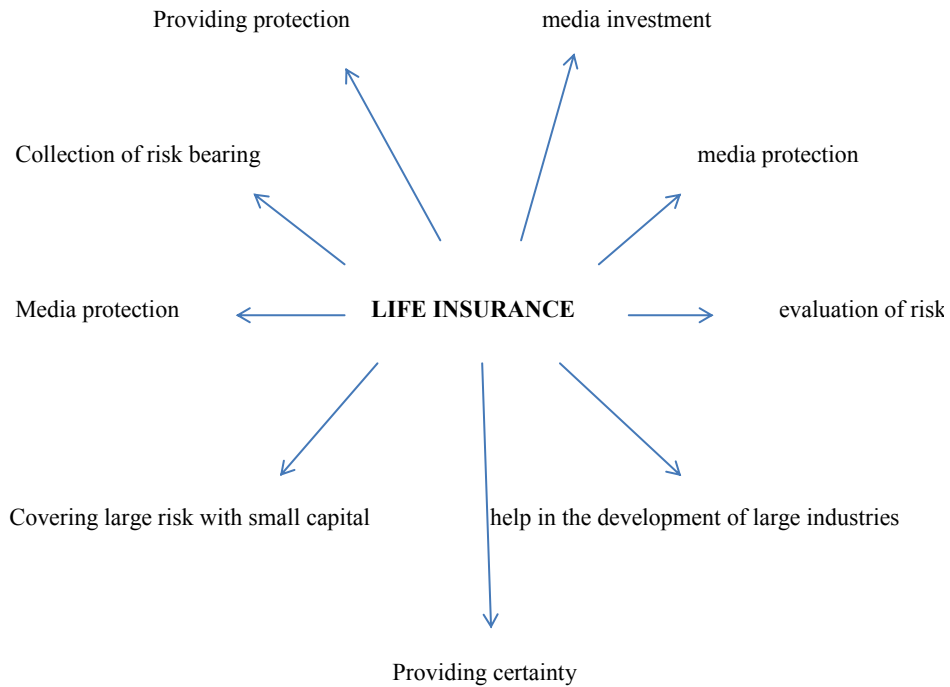 Providing protection
media investment
Collection of risk bearing
media protection
Media protection
LIFE INSURANCE
evaluation of risk
Covering large risk with small capital
help in the development of large industries
Providing certainty